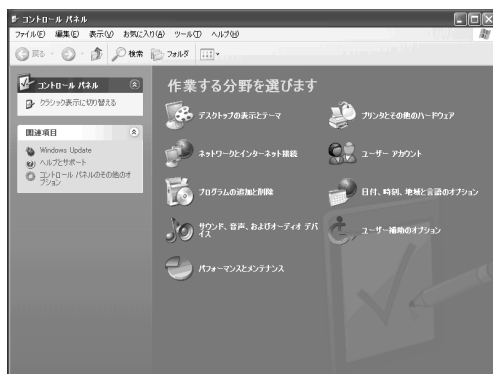 コントロール パネル
ファイル(F) 編集(E) 表示(V) お気に入り(A) ツール(T) ヘルプ(H)
戻る 検索 フォルダ
コントロール パネル
クラシック表示に切り替える
関連項目
Windows Update
ヘルプとサポート
コントロール パネルのその他のオ
プション
作業する分野を選びます
デスクトップの表示とテーマ
プリンタとその他のハードウェア
ネットワークとインターネット接続
ユーザー アカウント
プログラムの追加と削除
日付、時刻、地域と言語のオプション
サウンド、音声、およびオーディオ デバ
イス
ユーザー補助のオプション
パフォーマンスとメンテナンス